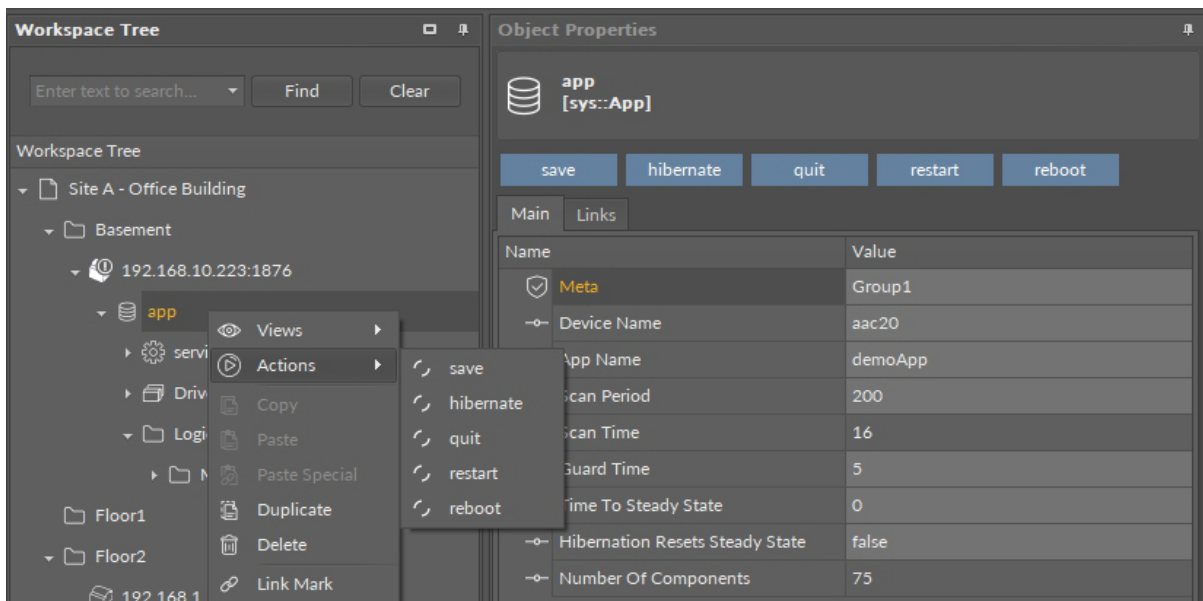 Workspace Tree
Enter text to search...
Find
Clear
Workspace Tree
Site A - Office Building
Basement
192.168.10.223:1876
app
Floor1
Floor2
192.168.1
Views
Actions
Copy
Paste
Paste Special
Duplicate
Delete
Link Mark
save
hibernate
quit
restart
reboot
Object Properties
app
[sys::App]
save hibernate quit restart reboot
Main Links
Name Value
Meta Group1
Device Name aac20
App Name demoApp
Scan Period 200
Scan Time 16
Guard Time 5
Time To Steady State 0
Hibernation Resets Steady State false
Number Of Components 75